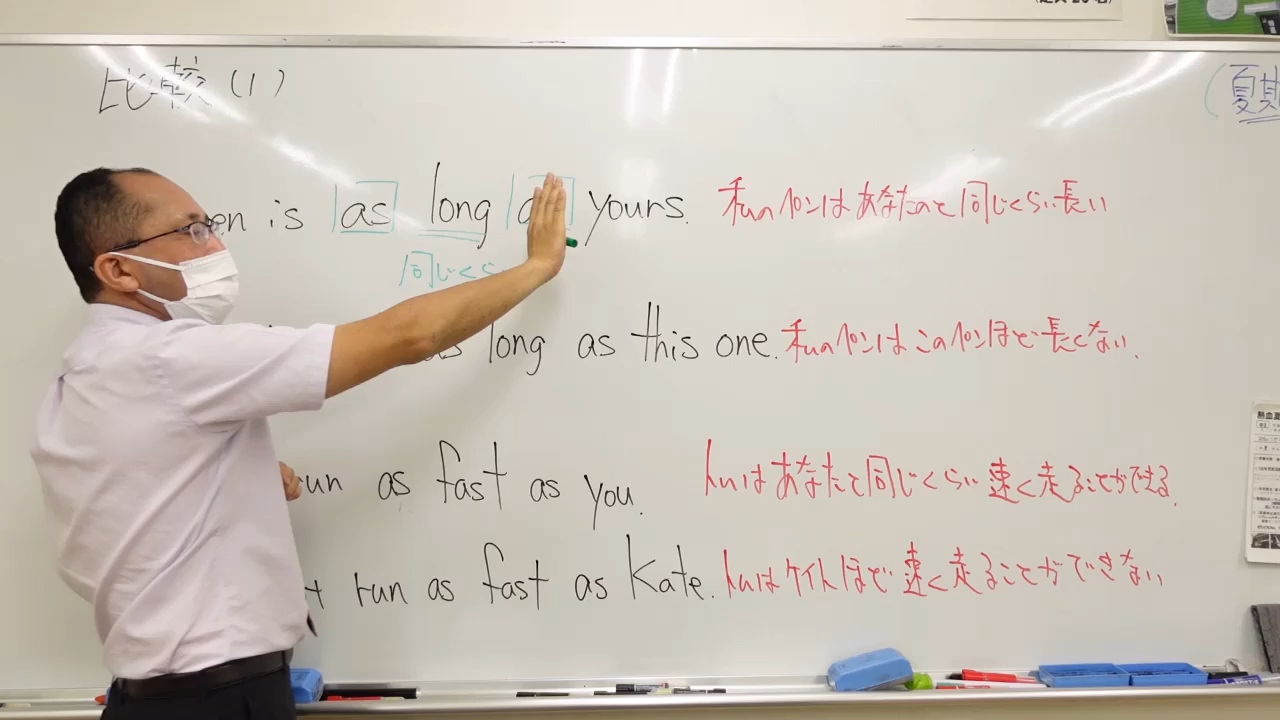 比較(1)
(夏期
en is as long as yours. 私のペンはあなたのと同じくらい長い
同じくら
as long as this one. 私のペンはこのペンほど長くない.
run as fast as you. トムはあなたと同じくらい速く走ることができる.
t run as fast as Kate. トムはケイトほど速く走ることができない.